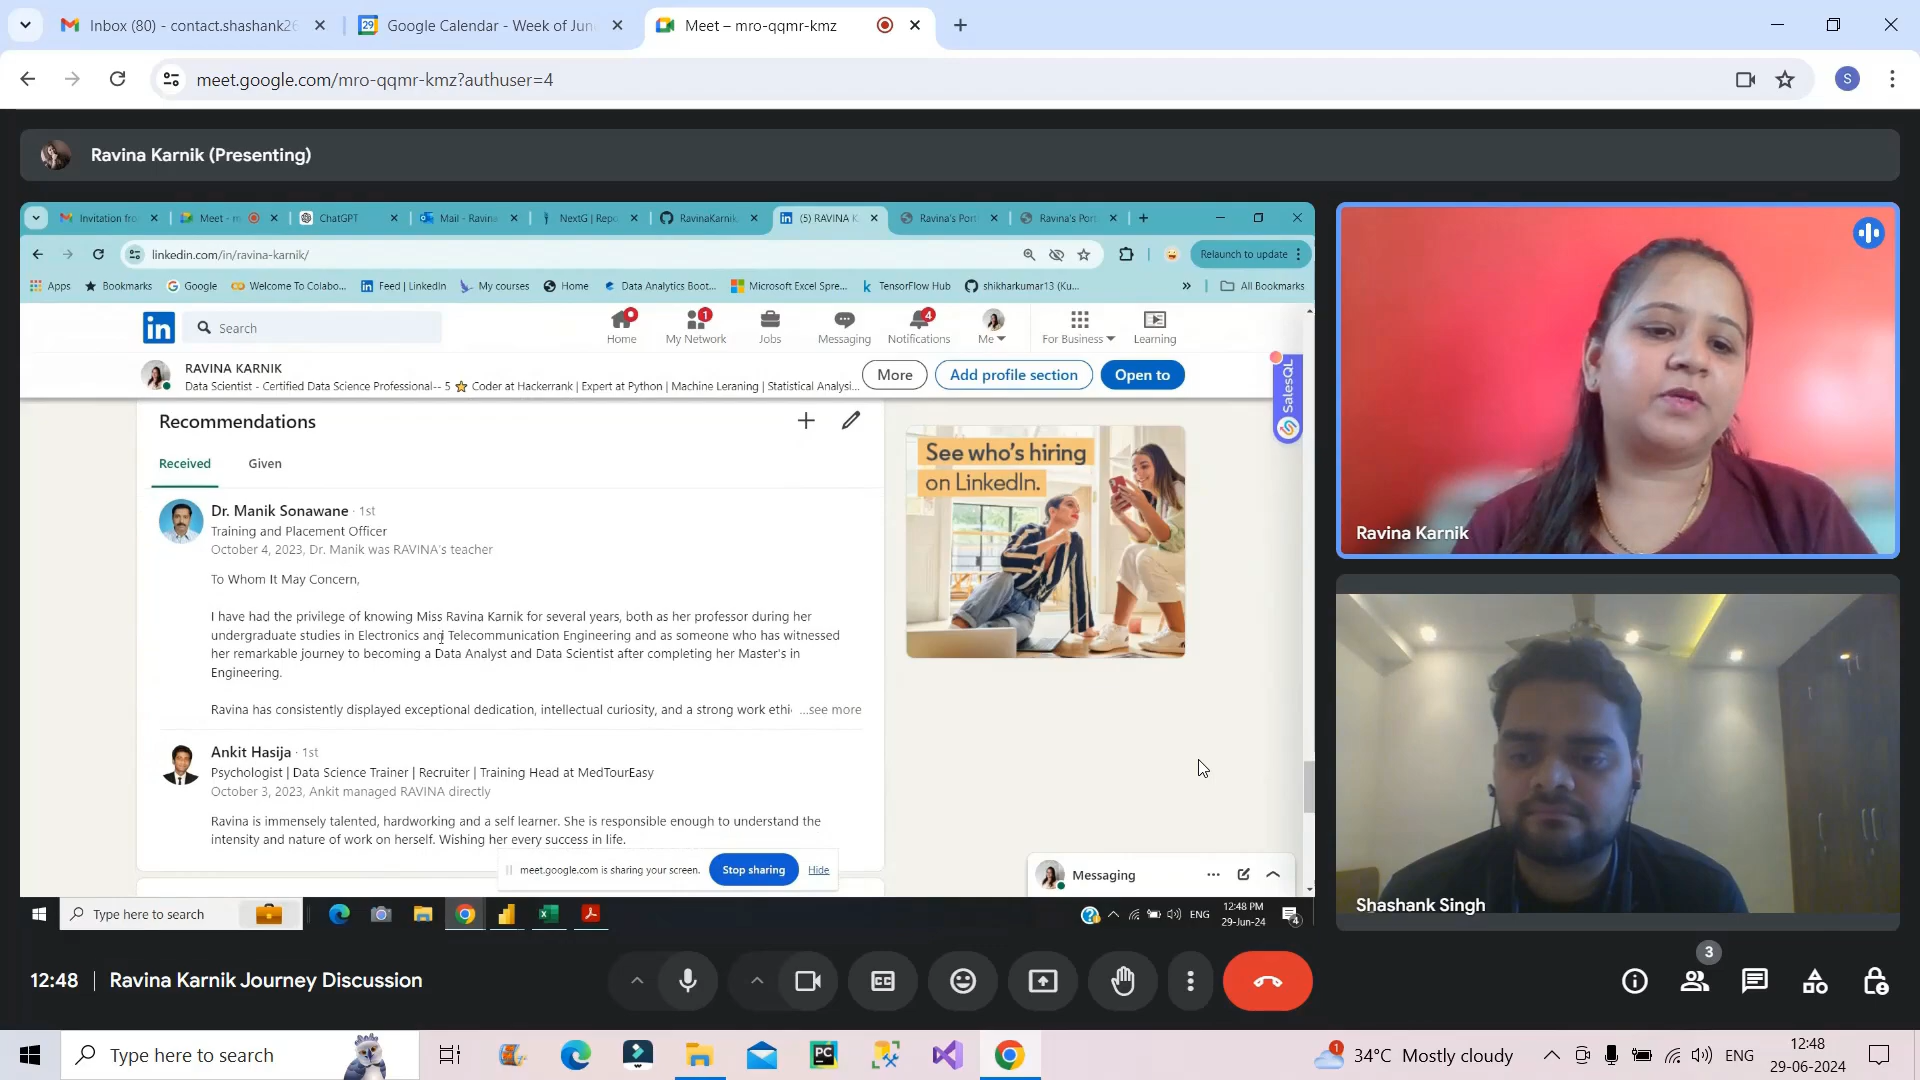 Inbox (80) - contact.shashank26
Google Calendar - Week of Jun
Meet – mro-qqmr-kmz
meet.google.com/mro-qqmr-kmz?authuser=4
S
Ravina Karnik (Presenting)
Invitation fro
Meet - m
ChatGPT
Mail - Ravina
NextG | Rep
RavinaKarnik
(5) RAVINA K
Ravina's Port
Ravina's Port
linkedin.com/in/ravina-karnik/
Relaunch to update
Apps
Bookmarks
Google
Welcome To Colabo...
Feed | LinkedIn
My courses
Home
Data Analytics Boot...
Microsoft Excel Spre...
TensorFlow Hub
shikharkumar13 (Ku...
»
All Bookmarks
in
Search
Home
1
My Network
Jobs
Messaging
4
Notifications
Me
For Business
Learning
RAVINA KARNIK
Data Scientist - Certified Data Science Professional-- 5 ⭐ Coder at Hackerrank | Expert at Python | Machine Leraning | Statistical Analysi...
More
Add profile section
Open to
SalesQL
Recommendations
Received
Given
See who's hiring
on LinkedIn.
Dr. Manik Sonawane · 1st
Training and Placement Officer
October 4, 2023, Dr. Manik was RAVINA's teacher
To Whom It May Concern,
I have had the privilege of knowing Miss Ravina Karnik for several years, both as her professor during her
undergraduate studies in Electronics and Telecommunication Engineering and as someone who has witnessed
her remarkable journey to becoming a Data Analyst and Data Scientist after completing her Master's in
Engineering.
Ravina has consistently displayed exceptional dedication, intellectual curiosity, and a strong work ethi ...see more
Ankit Hasija · 1st
Psychologist | Data Science Trainer | Recruiter | Training Head at MedTourEasy
October 3, 2023, Ankit managed RAVINA directly
Ravina is immensely talented, hardworking and a self learner. She is responsible enough to understand the
intensity and nature of work on herself. Wishing her every success in life.
meet.google.com is sharing your screen.
Stop sharing
Hide
Messaging
Type here to search
ENG
12:48 PM
29-Jun-24
4
Ravina Karnik
Shashank Singh
12:48 | Ravina Karnik Journey Discussion
CC
3
Type here to search
PC
1
34°C Mostly cloudy
ENG
12:48
29-06-2024